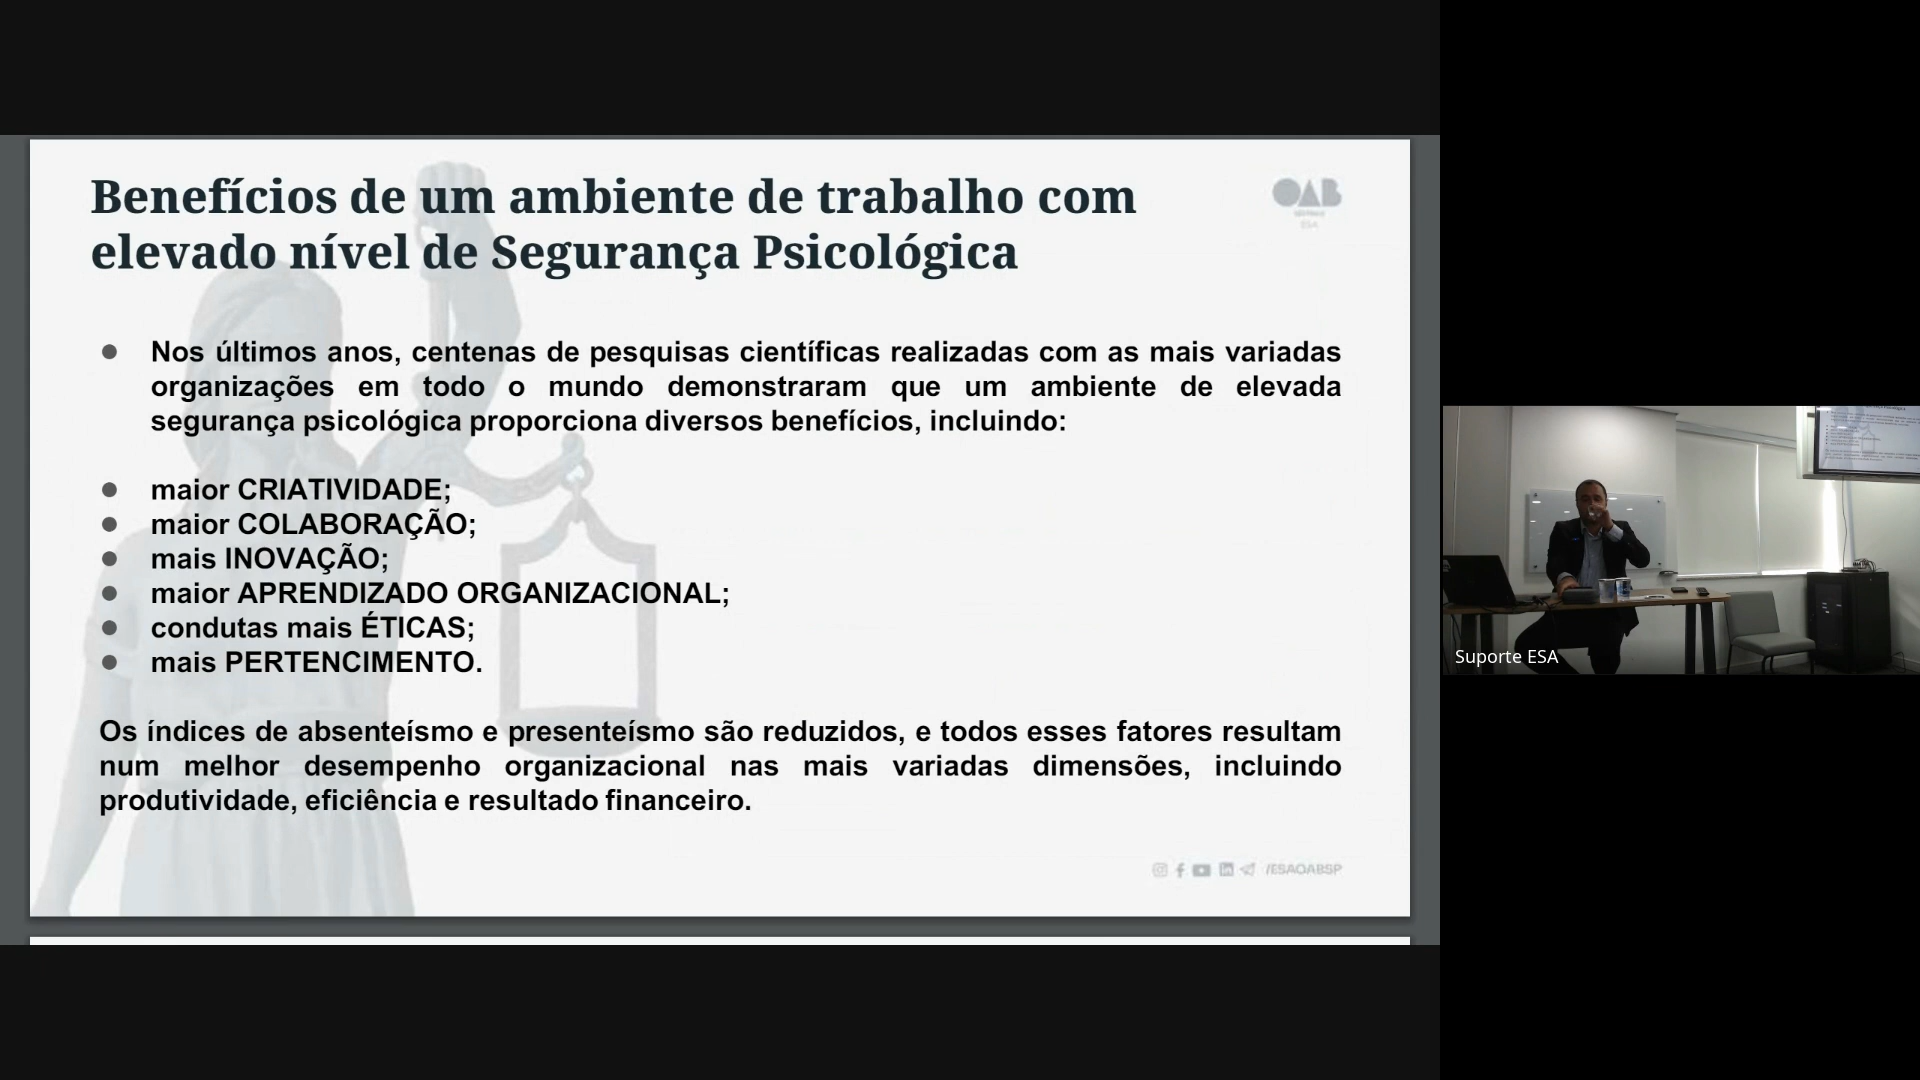 Benefícios de um ambiente de trabalho com
elevado nível de Segurança Psicológica
OAB
ESA
● Nos últimos anos, centenas de pesquisas científicas realizadas com as mais variadas
organizações em todo o mundo demonstraram que um ambiente de elevada
segurança psicológica proporciona diversos benefícios, incluindo:
● maior CRIATIVIDADE;
● maior COLABORAÇÃO;
● mais INOVAÇÃO;
● maior APRENDIZADO ORGANIZACIONAL;
● condutas mais ÉTICAS;
● mais PERTENCIMENTO.
Os índices de absenteísmo e presenteísmo são reduzidos, e todos esses fatores resultam
num melhor desempenho organizacional nas mais variadas dimensões, incluindo
produtividade, eficiência e resultado financeiro.
/ESAOABSP
Suporte ESA